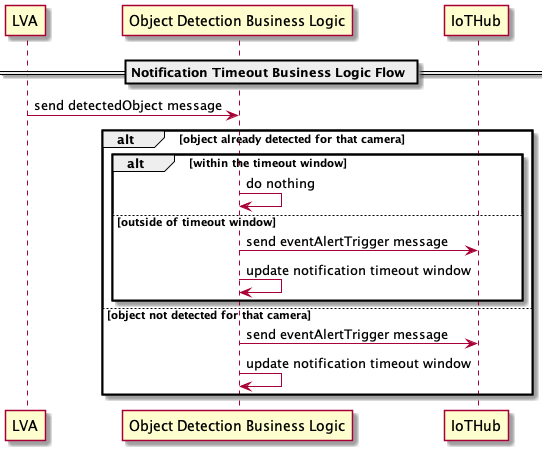 LVA
Object Detection Business Logic
IoTHub
Notification Timeout Business Logic Flow
send detectedObject message
alt [object already detected for that camera]
alt [within the timeout window]
do nothing
[outside of timeout window]
send eventAlertTrigger message
update notification timeout window
[object not detected for that camera]
send eventAlertTrigger message
update notification timeout window
LVA
Object Detection Business Logic
IoTHub